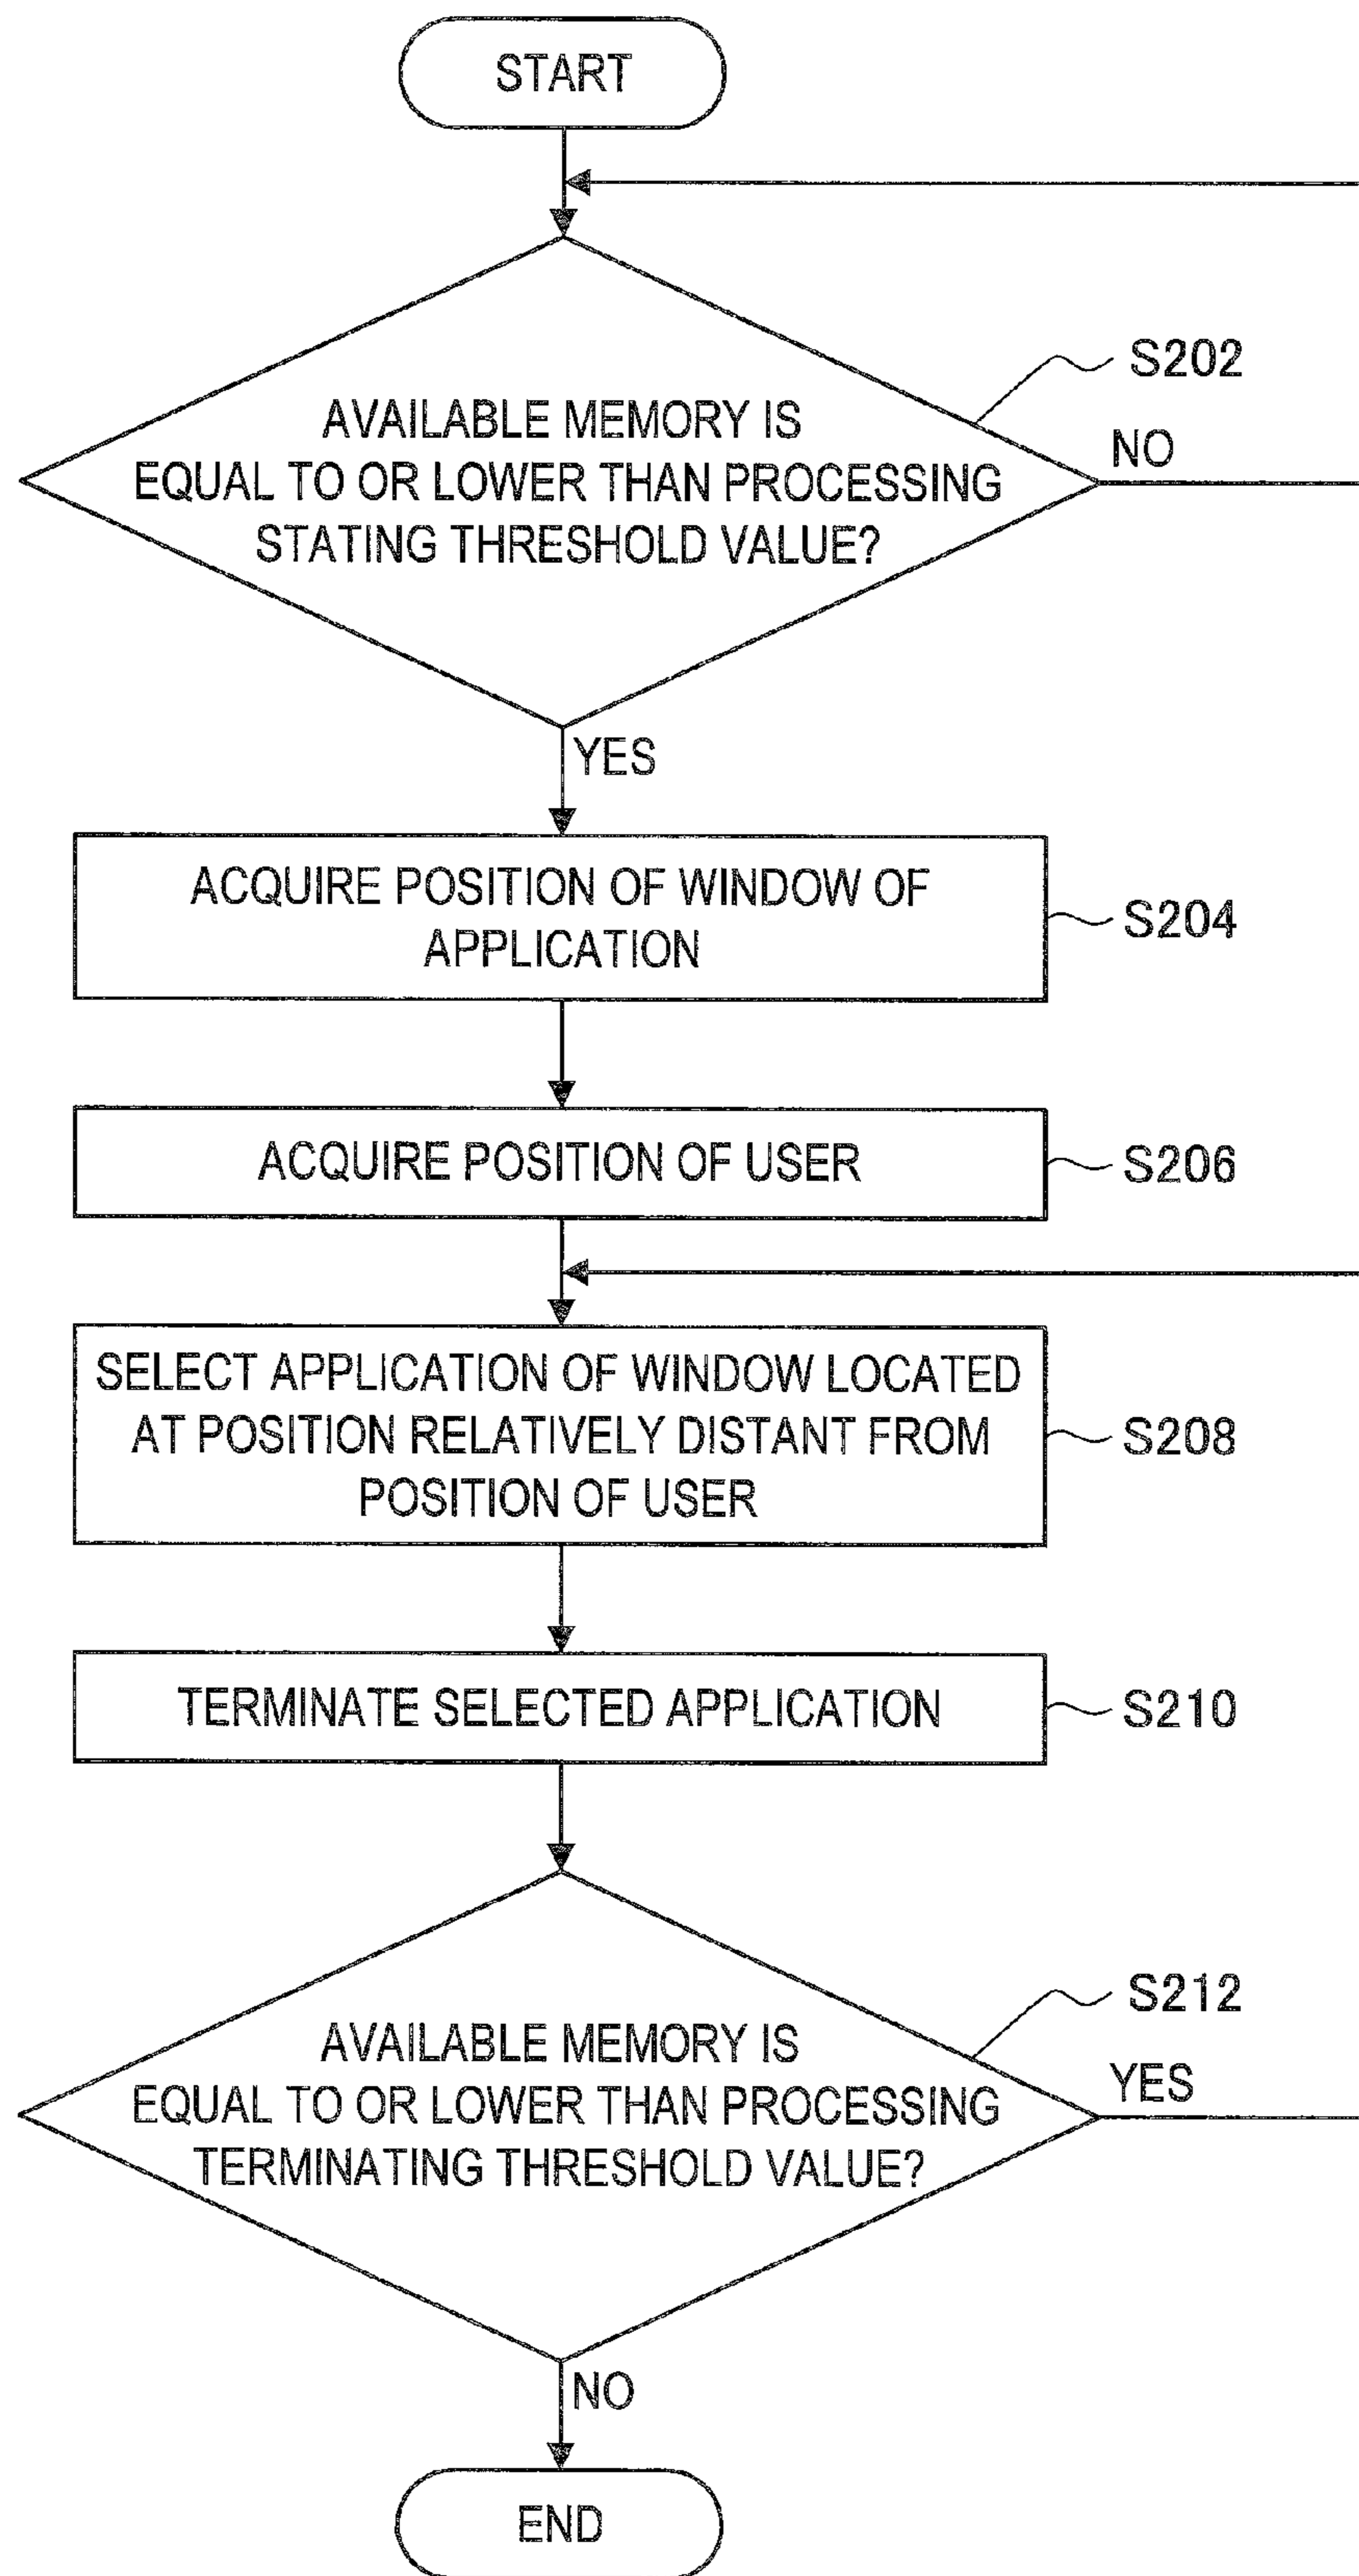 START
S202
AVAILABLE MEMORY IS
EQUAL TO OR LOWER THAN PROCESSING
STATING THRESHOLD VALUE?
NO
YES
ACQUIRE POSITION OF WINDOW OF
APPLICATION
S204
ACQUIRE POSITION OF USER
S206
SELECT APPLICATION OF WINDOW LOCATED
AT POSITION RELATIVELY DISTANT FROM
POSITION OF USER
S208
TERMINATE SELECTED APPLICATION
S210
S212
AVAILABLE MEMORY IS
EQUAL TO OR LOWER THAN PROCESSING
TERMINATING THRESHOLD VALUE?
YES
NO
END